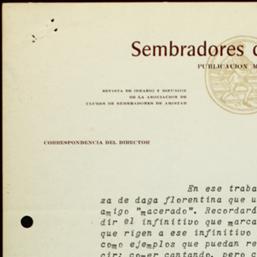 Sembradores d
PUBLICACION M
REVISTA DE IDEARIO Y DIFUSION
DE LA ASOCIACION DE
CLUBES DE SEMBRADORES DE AMISTAD
CORRESPONDENCIA DEL DIRECTOR
En ese traba
za de daga florentina que u
amigo "macerado". Recordará
dir el infinitivo que marca
que rigen a ese infinitivo
como ejemplos que puedan re
cir: comer cantando, pero c